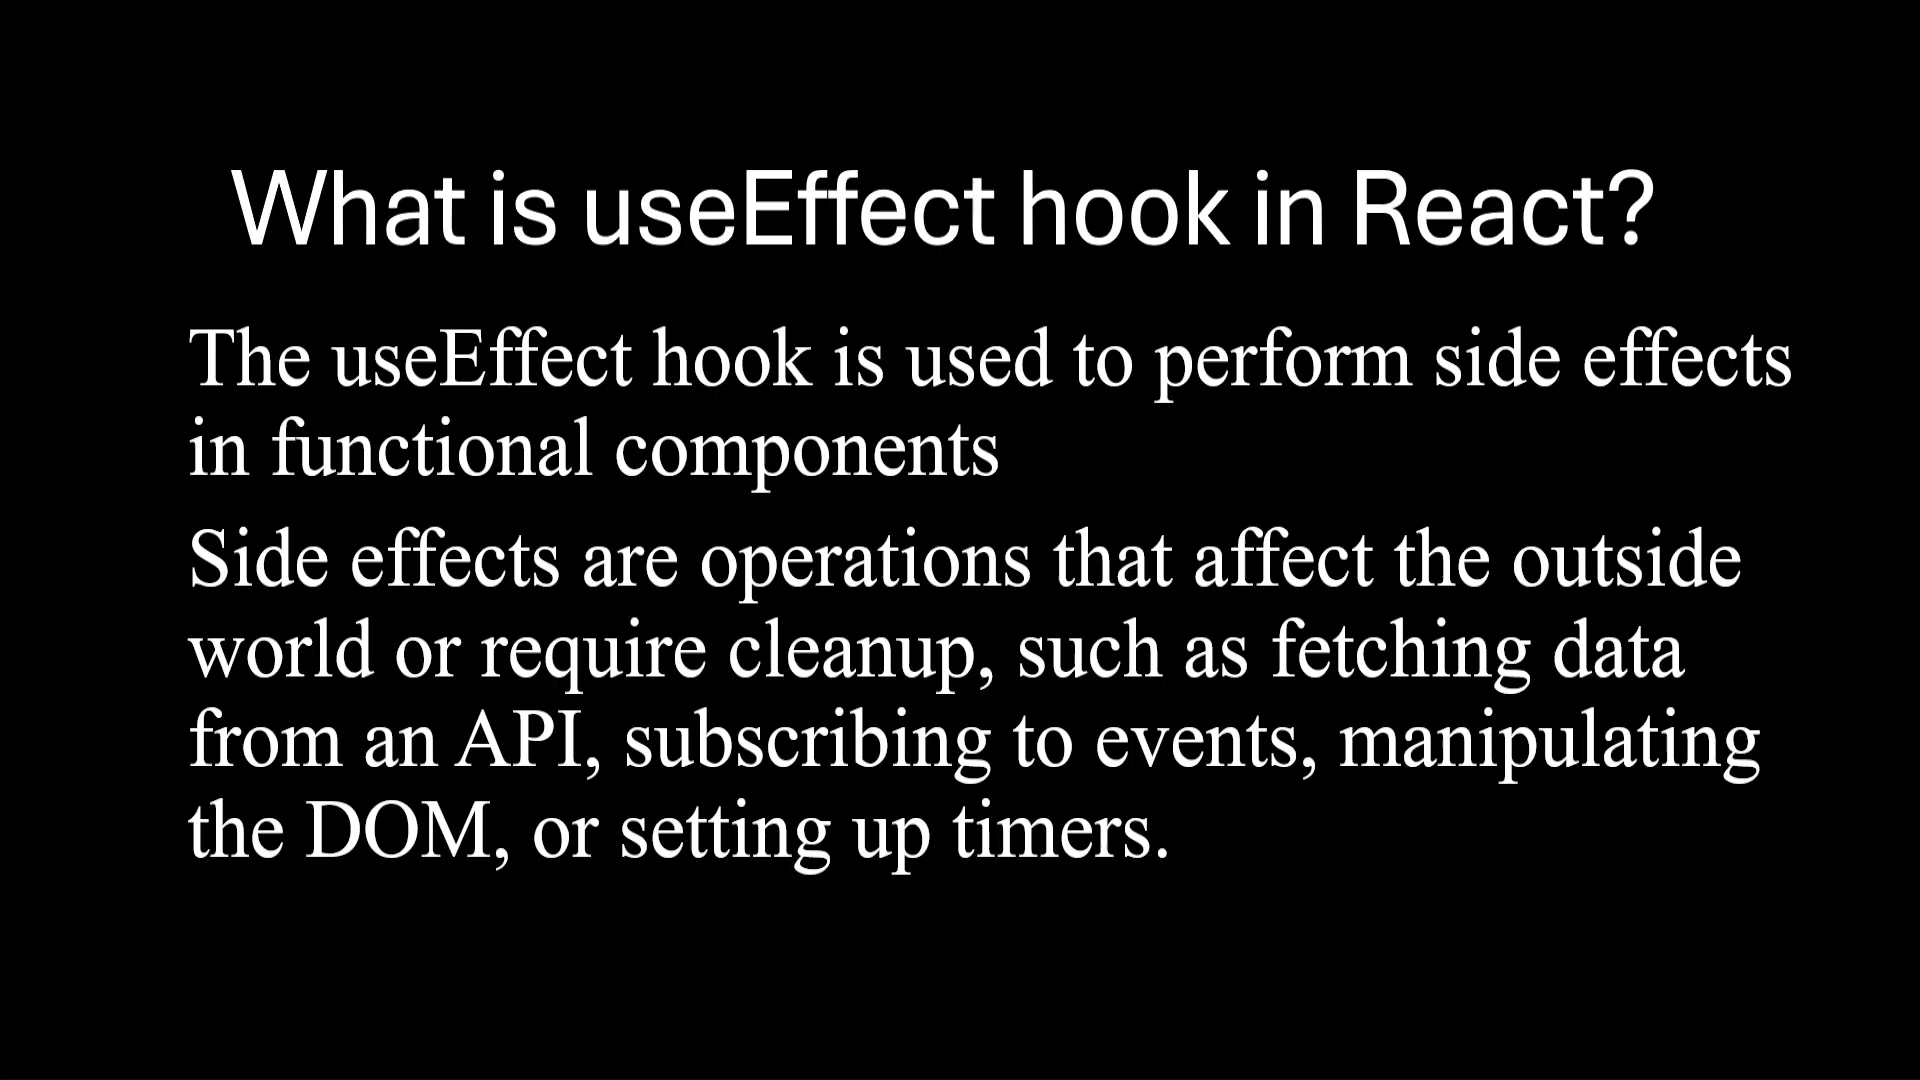 What is useEffect hook in React?
The useEffect hook is used to perform side effects
in functional components
Side effects are operations that affect the outside
world or require cleanup, such as fetching data
from an API, subscribing to events, manipulating
the DOM, or setting up timers.